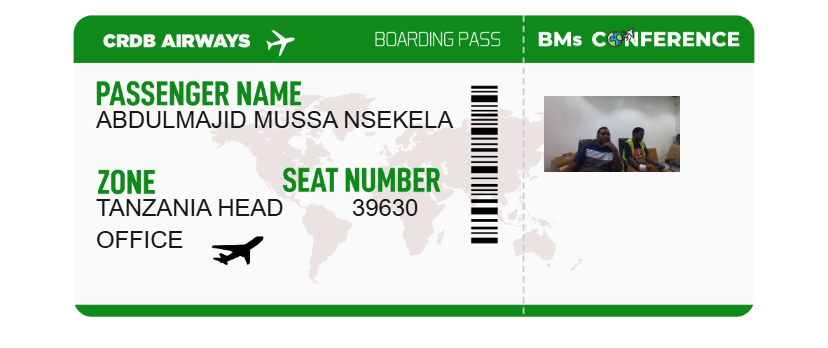 CRDB AIRWAYS
BOARDING PASS
BMs CONFERENCE
PASSENGER NAME
ABDULMAJID MUSSA NSEKELA
ZONE
TANZANIA HEAD
OFFICE
SEAT NUMBER
39630